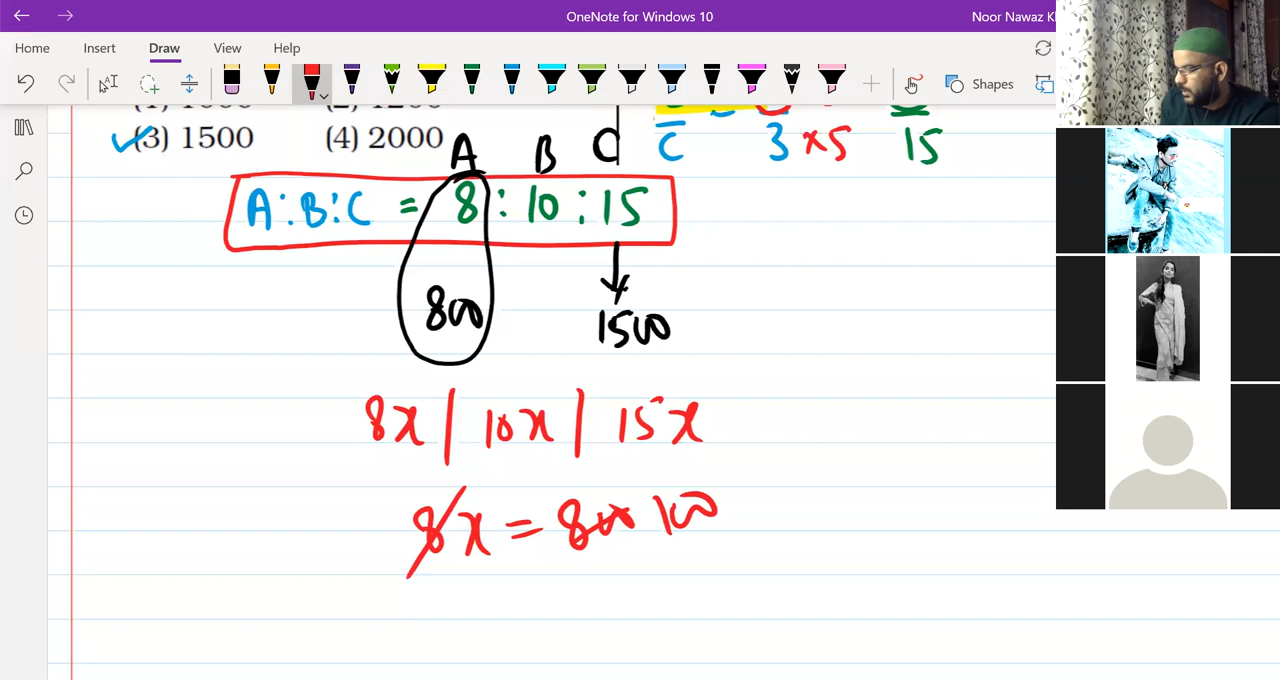 OneNote for Windows 10
Noor Nawaz
Home Insert Draw View Help
Shapes
(3) 1500 (4) 2000
C 3 x5 15
A B C
A:B:C = 8:10:15
800
1500
8x | 10x | 15x
8x = 800 100